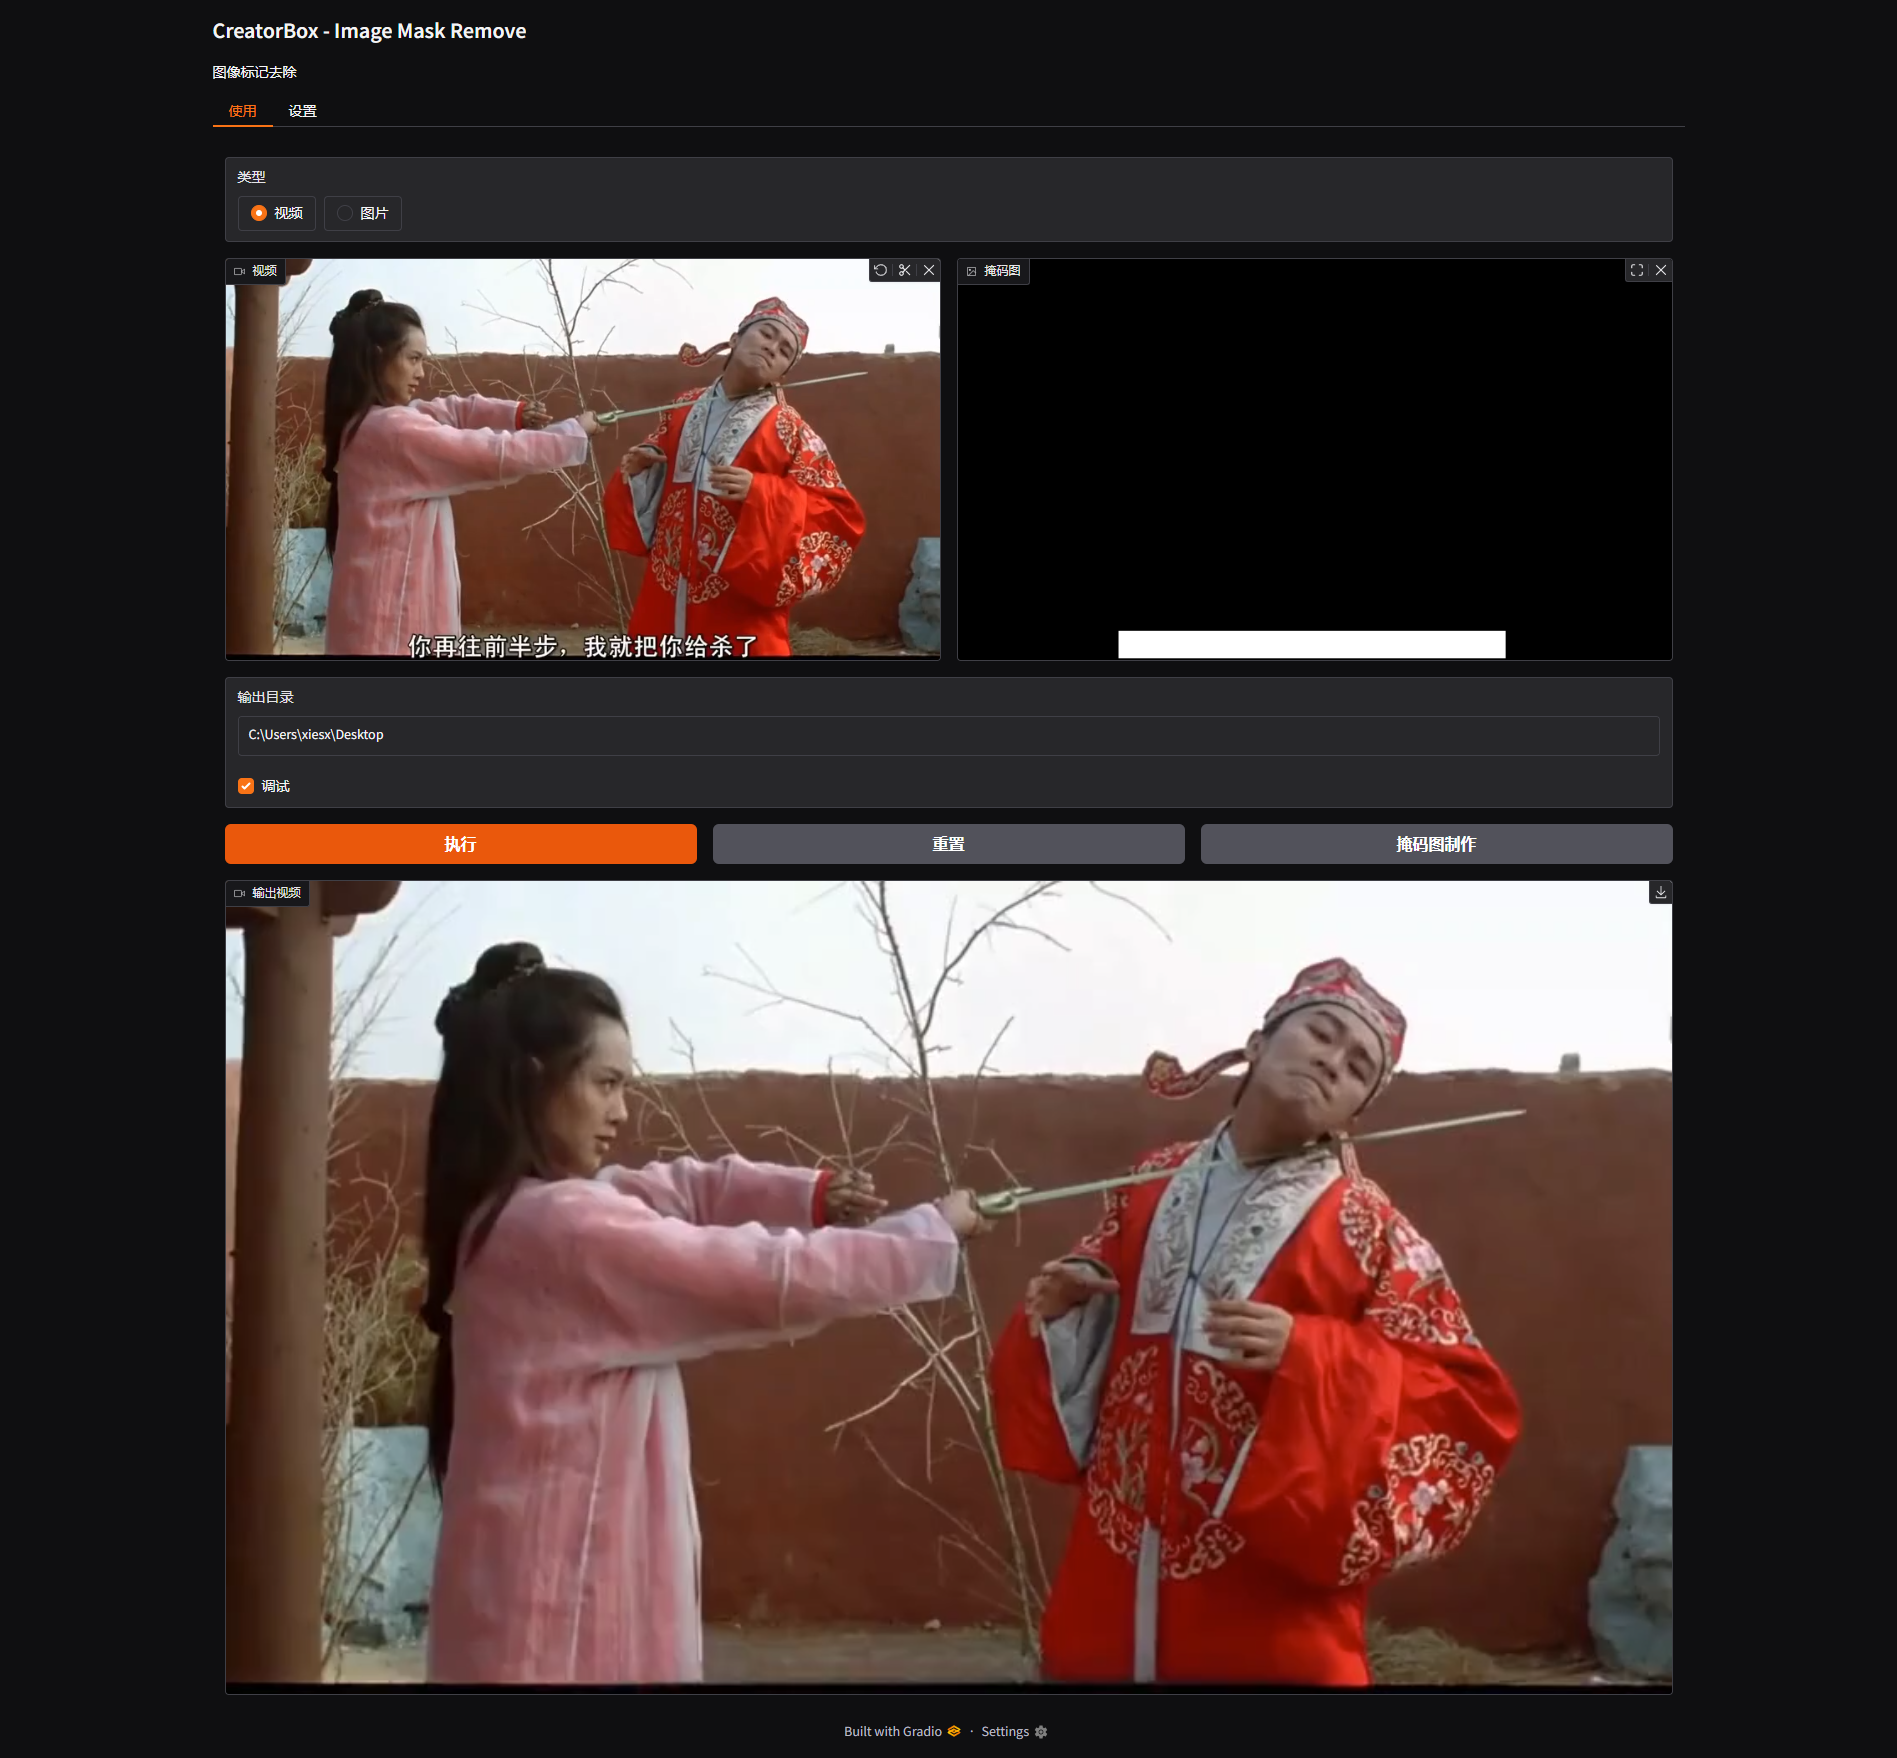 CreatorBox - Image Mask Remove
图像标记去除
使用 设置
类型
视频 图片
视频
掩码图
你再往前半步，我就把你给杀了
输出目录
C:\Users\xiesx\Desktop
调试
执行 重置 掩码图制作
输出视频
Built with Gradio · Settings